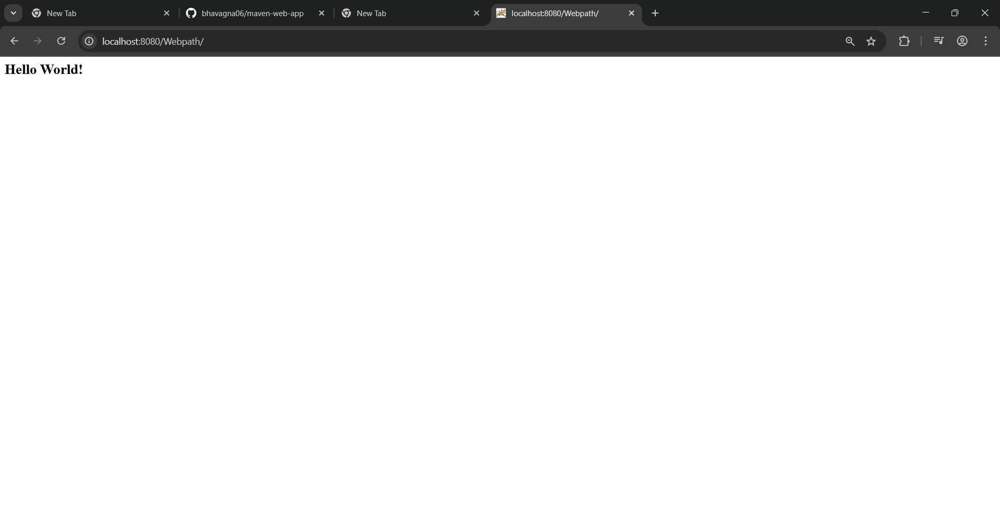 New Tab
bhavagna06/maven-web-app
New Tab
localhost:8080/Webpath/
localhost:8080/Webpath/
Hello World!